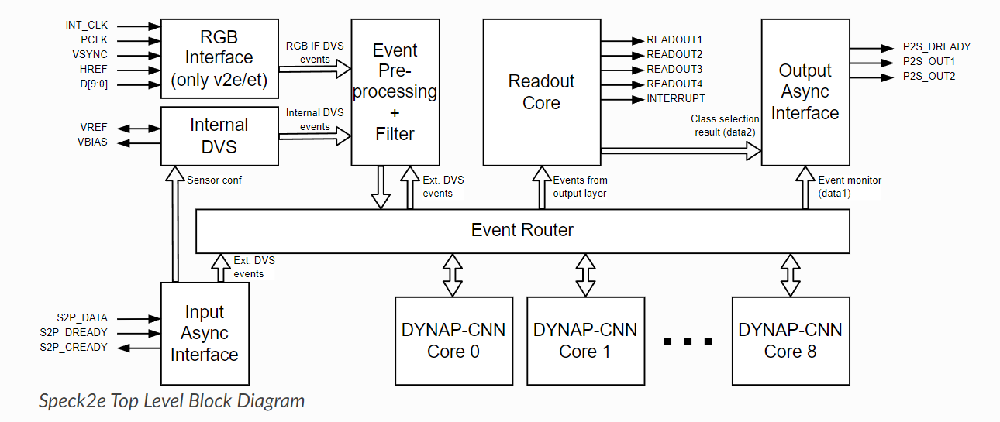 INT_CLK
PCLK
VSYNC
HREF
D[9:0]
RGB
Interface
(only v2e/et)
RGB IF DVS
events
Event
Pre-
processing
+
Filter
Readout
Core
READOUT1
READOUT2
READOUT3
READOUT4
INTERRUPT
Output
Async
Interface
P2S_DREADY
P2S_OUT1
P2S_OUT2
VREF
VBIAS
Internal
DVS
Internal DVS
events
Class selection
result (data2)
Sensor conf
Ext. DVS
events
Events from
output layer
Event monitor
(data1)
Event Router
Ext. DVS
events
S2P_DATA
S2P_DREADY
S2P_CREADY
Input
Async
Interface
DYNAP-CNN
Core 0
DYNAP-CNN
Core 1
DYNAP-CNN
Core 8
Speck2e Top Level Block Diagram